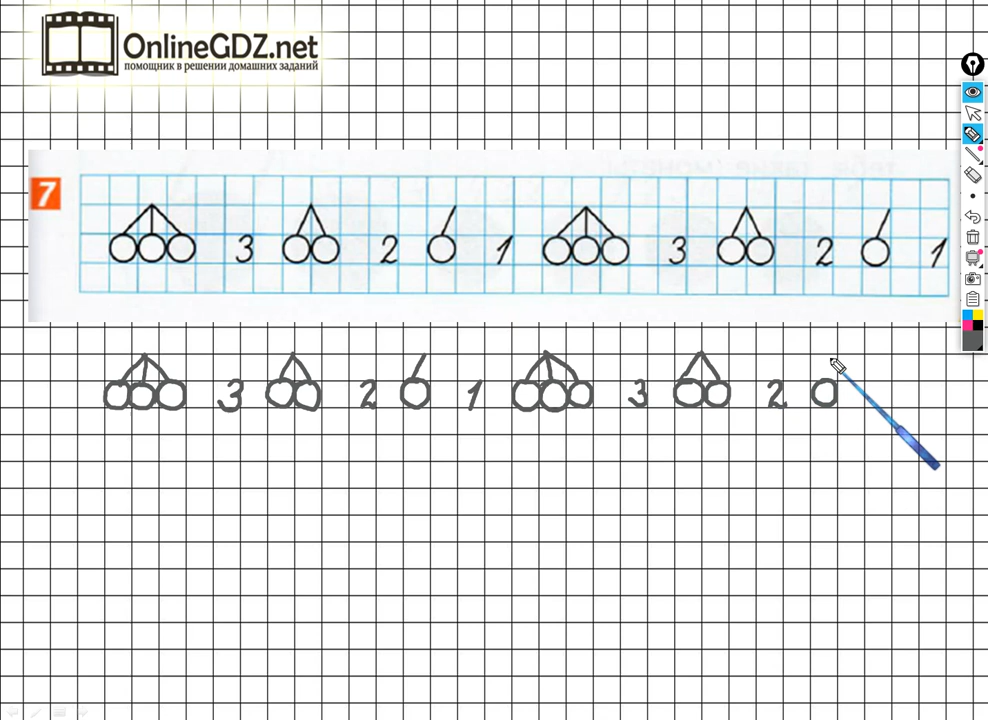 OnlineGDZ.net
помощник в решении домашних заданий
7
3 2 1 3 2 1
3 2 1 3 2